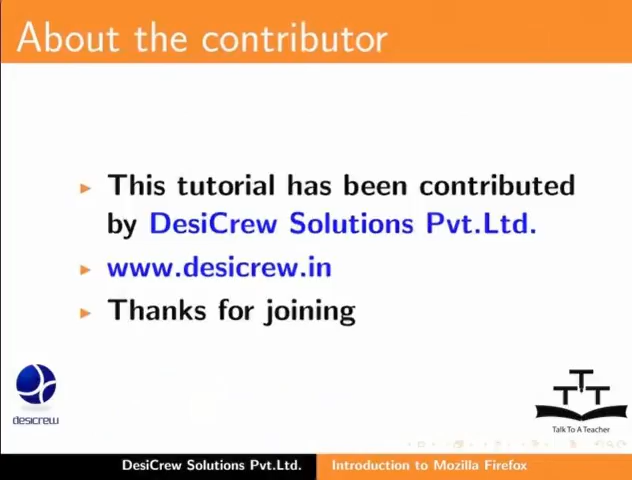 About the contributor
This tutorial has been contributed
by DesiCrew Solutions Pvt.Ltd.
www.desicrew.in
Thanks for joining
desicrew
TTT
Talk To A Teacher
DesiCrew Solutions Pvt.Ltd.
Introduction to Mozilla Firefox